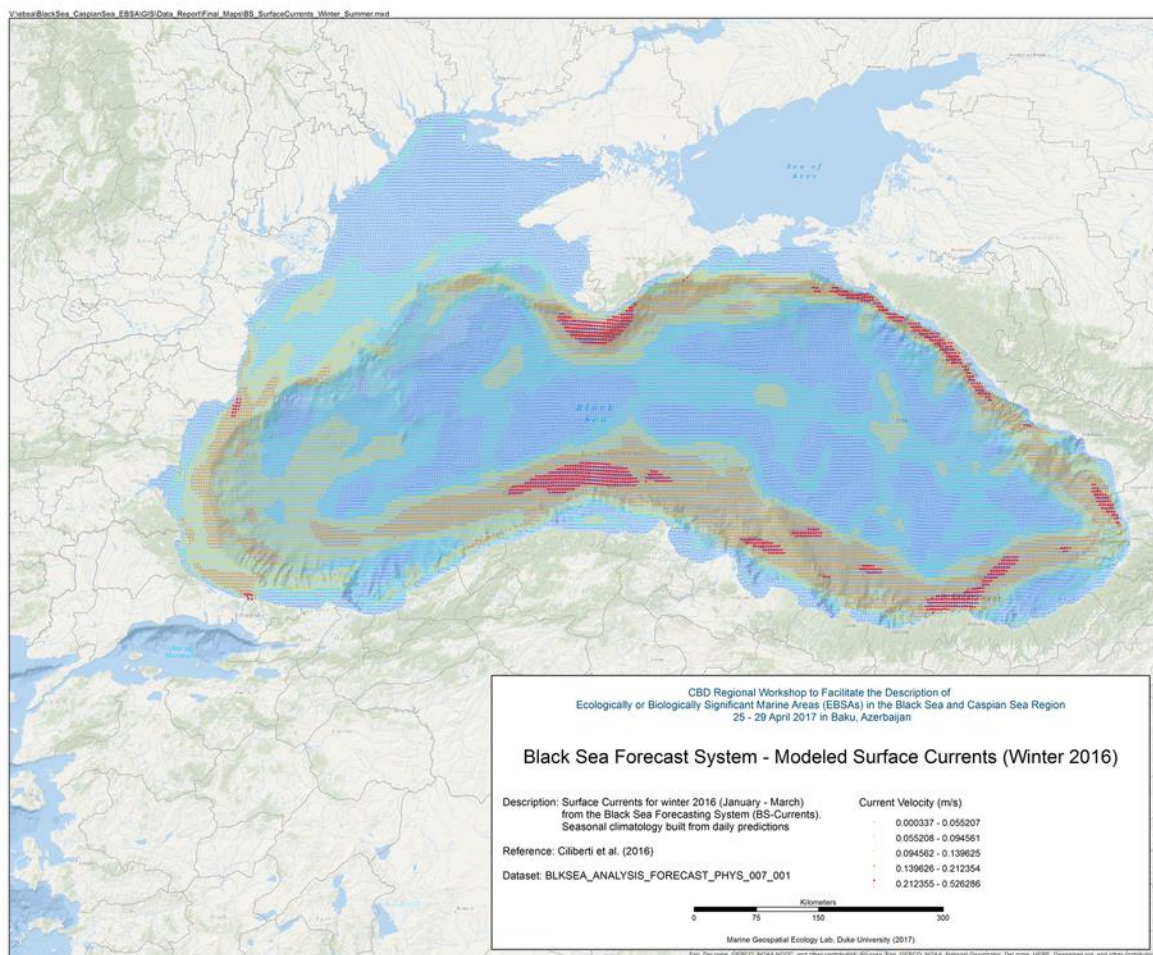 V:\ebsa\BlackSea_CaspianSea_EBSA\GIS\Data_Report\Final_Maps\BS_SurfaceCurrents_Winter_Summer.mxd
Sea of
Azov
Black
Sea
Sea of
Marmara
CBD Regional Workshop to Facilitate the Description of
Ecologically or Biologically Significant Marine Areas (EBSAs) in the Black Sea and Caspian Sea Region
25 - 29 April 2017 in Baku, Azerbaijan
Black Sea Forecast System - Modeled Surface Currents (Winter 2016)
Description: Surface Currents for winter 2016 (January - March)
from the Black Sea Forecasting System (BS-Currents).
Seasonal climatology built from daily predictions
Reference: Ciliberti et al. (2016)
Dataset: BLKSEA_ANALYSIS_FORECAST_PHYS_007_001
Current Velocity (m/s)
0.000337 - 0.055207
0.055208 - 0.094561
0.094562 - 0.139625
0.139626 - 0.212354
0.212355 - 0.526286
Kilometers
0 75 150 300
Marine Geospatial Ecology Lab, Duke University (2017)